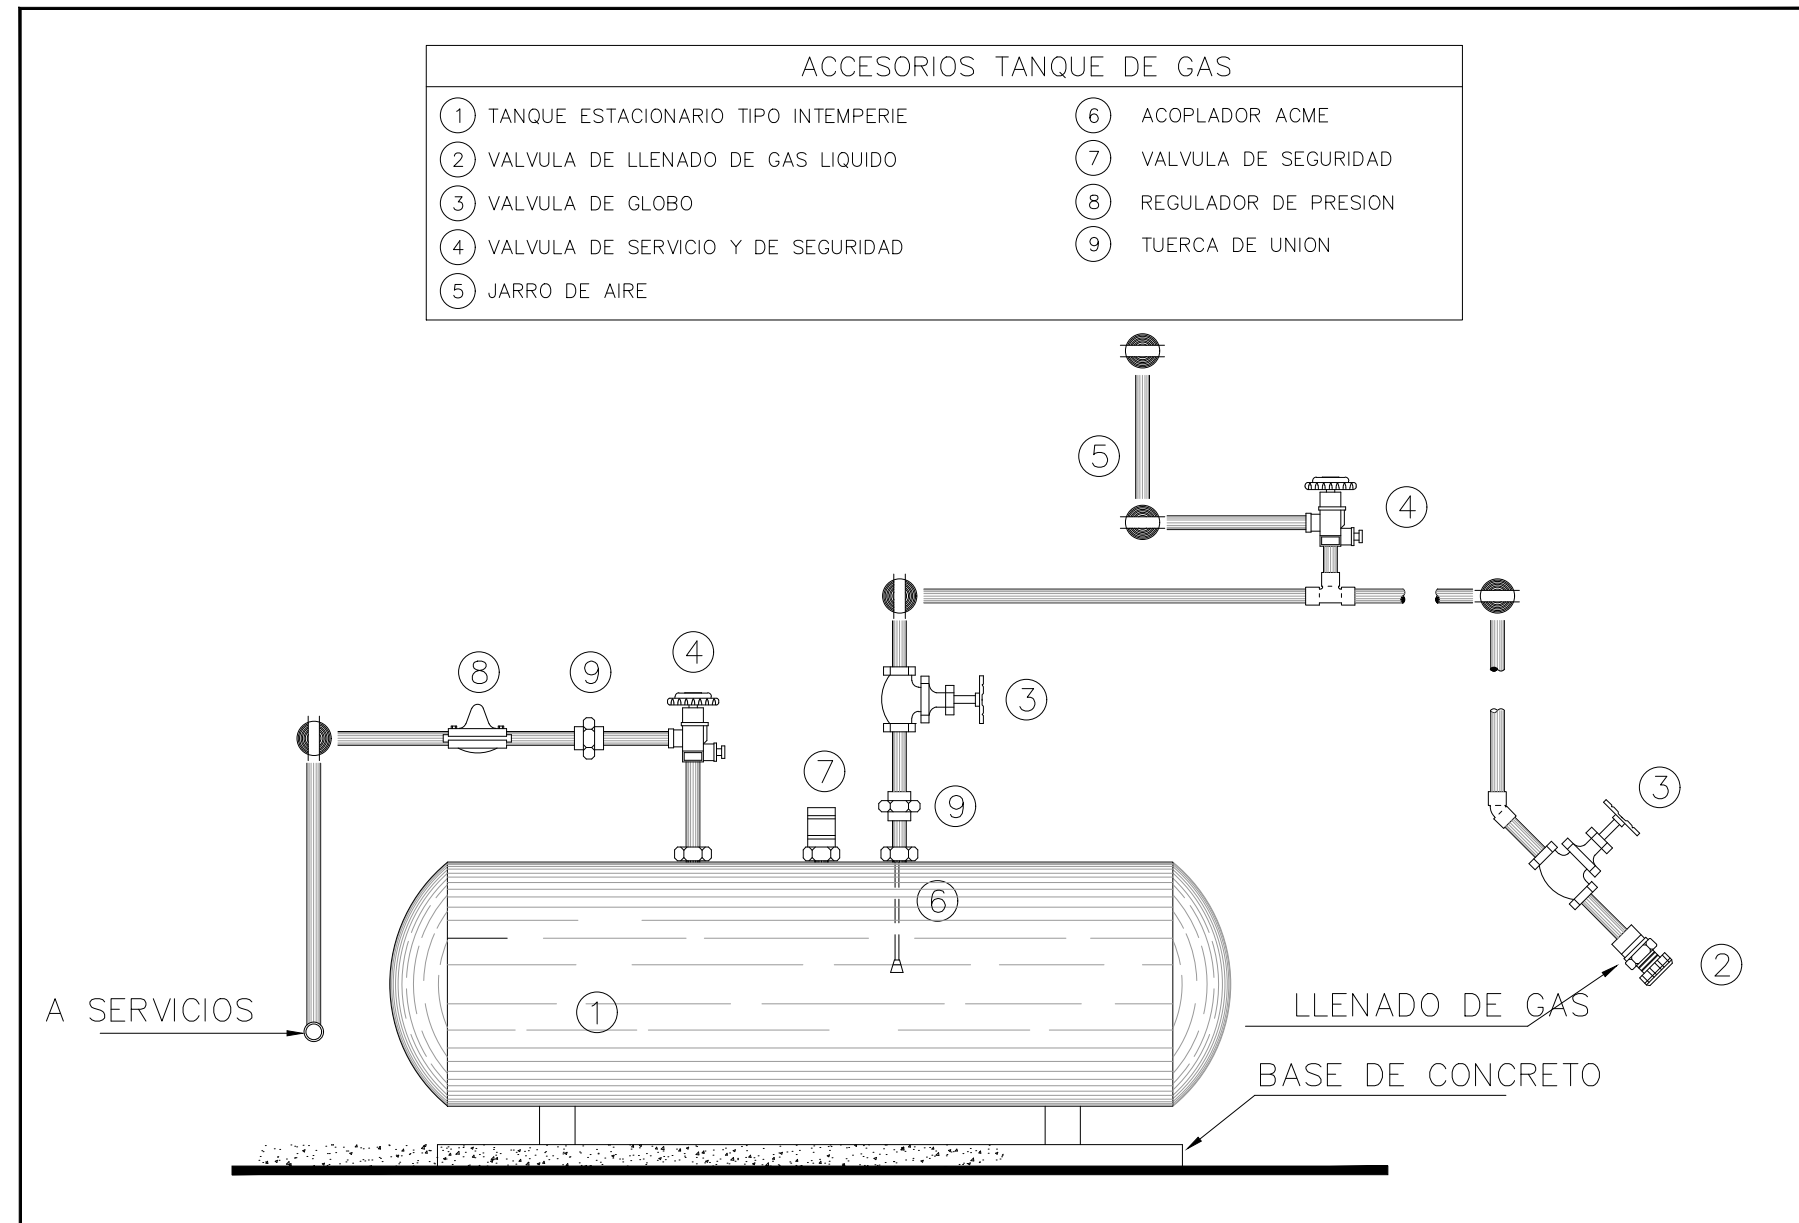 ACCESORIOS TANQUE DE GAS
1 TANQUE ESTACIONARIO TIPO INTEMPERIE
2 VALVULA DE LLENADO DE GAS LIQUIDO
3 VALVULA DE GLOBO
4 VALVULA DE SERVICIO Y DE SEGURIDAD
5 JARRO DE AIRE
6 ACOPLADOR ACME
7 VALVULA DE SEGURIDAD
8 REGULADOR DE PRESION
9 TUERCA DE UNION
5
4
4
8
9
3
7
9
3
6
2
1
A SERVICIOS
LLENADO DE GAS
BASE DE CONCRETO